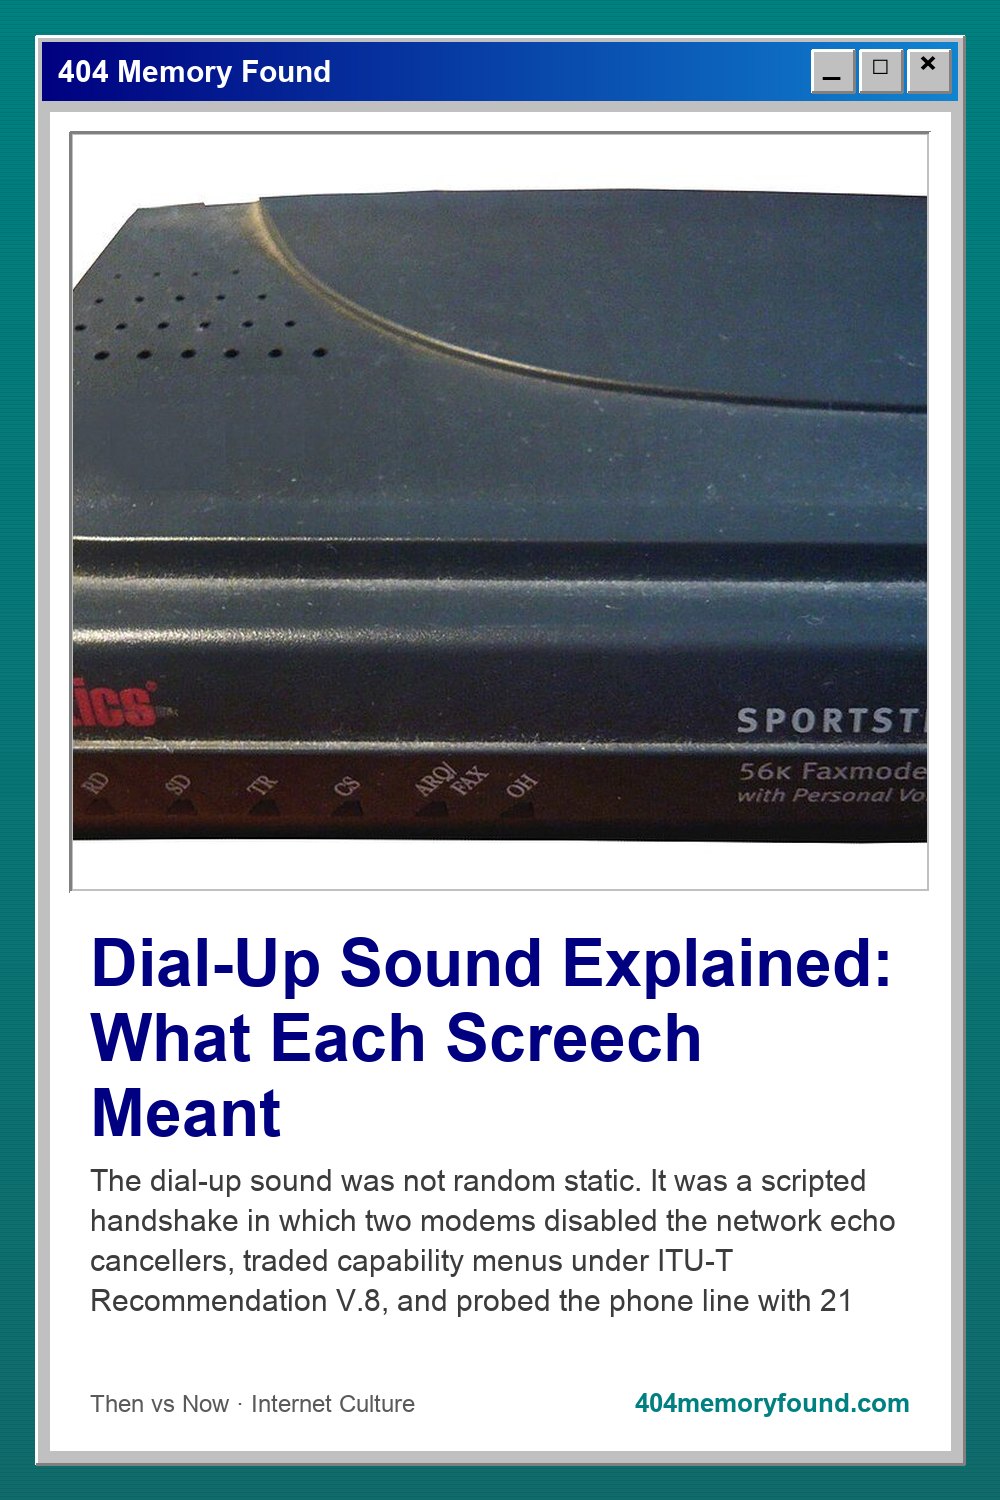 404 Memory Found
ics
SPORTST
RD SD TR CS ARQ/ FAX OH
56K Faxmode
with Personal Vo
Dial-Up Sound Explained:
What Each Screech
Meant
The dial-up sound was not random static. It was a scripted
handshake in which two modems disabled the network echo
cancellers, traded capability menus under ITU-T
Recommendation V.8, and probed the phone line with 21
Then vs Now · Internet Culture
404memoryfound.com